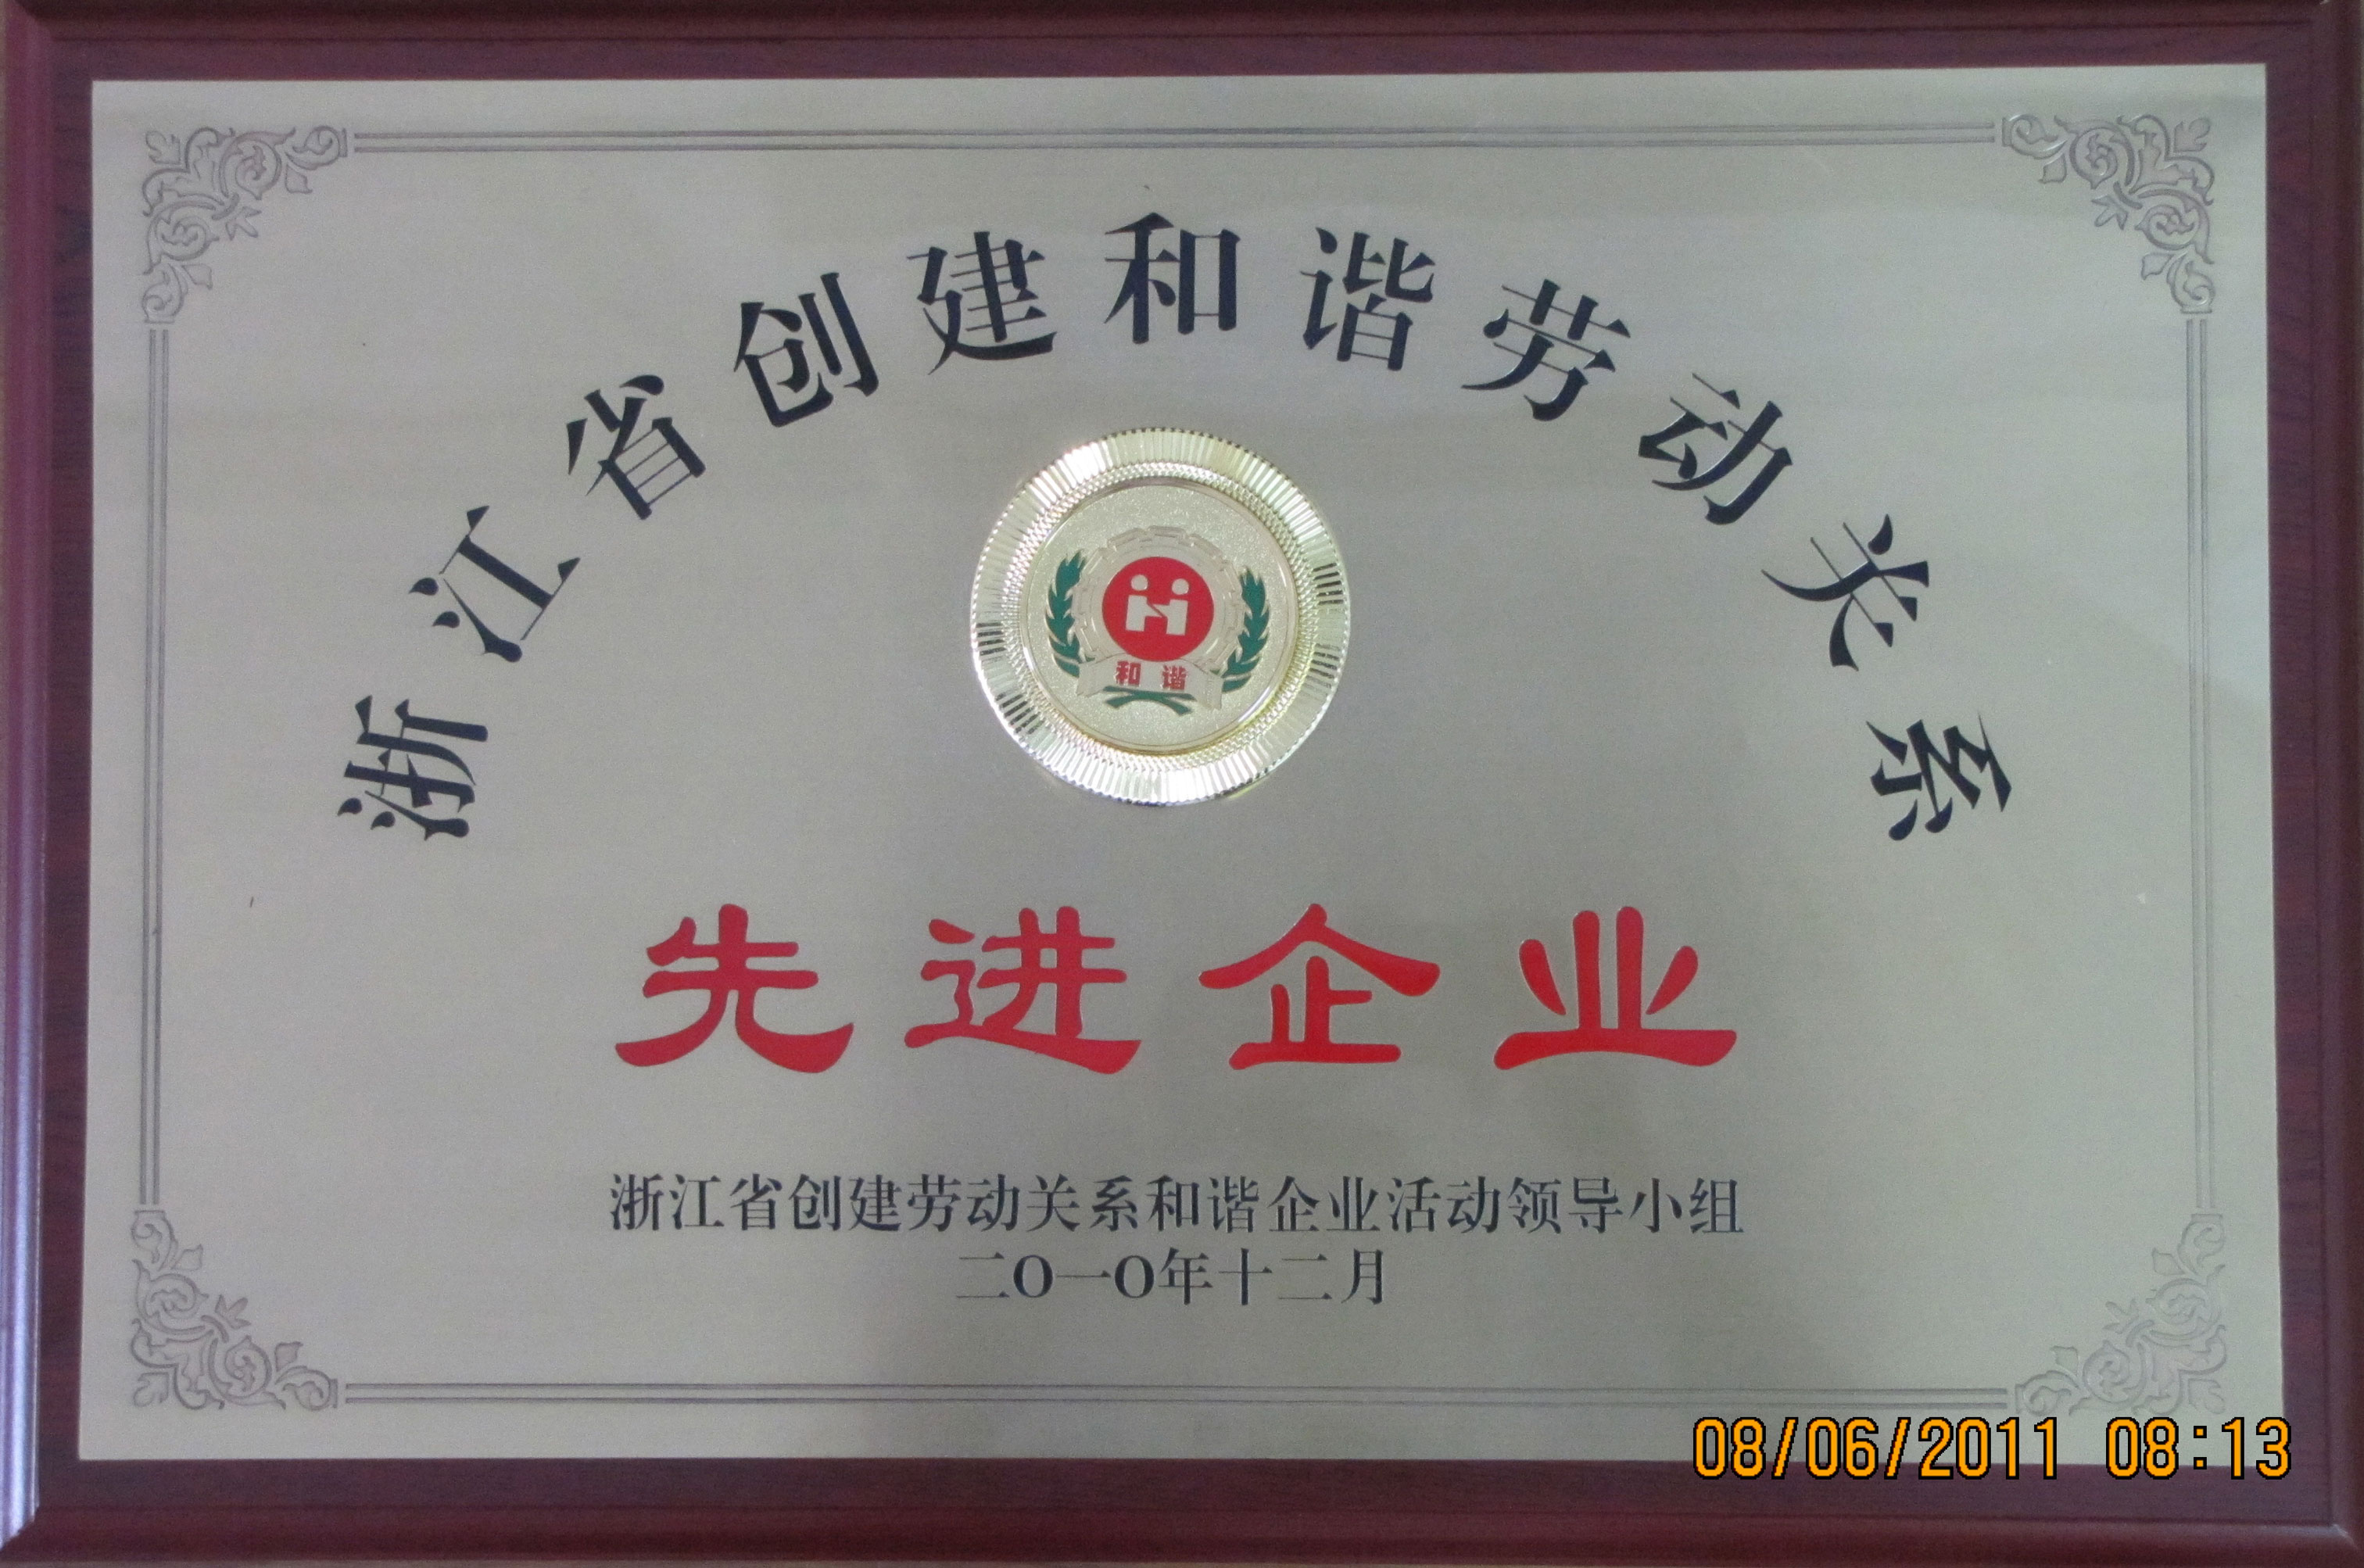 浙江省创建和谐劳动关系
和谐
先进企业
浙江省创建劳动关系和谐企业活动领导小组
二〇一〇年十二月
08/06/2011 08:13